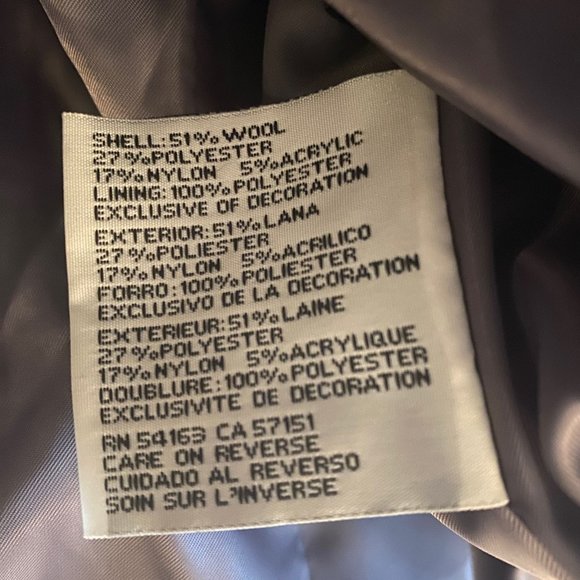 SHELL: 51% WOOL
27% POLYESTER
17% NYLON 5% ACRYLIC
LINING: 100% POLYESTER
EXCLUSIVE OF DECORATION
EXTERIOR: 51% LANA
27% POLIESTER
17% NYLON 5% ACRILICO
FORRO: 100% POLIESTER
EXCLUSIVO DE LA DECORATION
EXTERIEUR: 51% LAINE
27% POLYESTER
17% NYLON 5% ACRYLIQUE
DOUBLURE: 100% POLYESTER
EXCLUSIVITE DE DECORATION
RN 54163 CA 57151
CARE ON REVERSE
CUIDADO AL REVERSO
SOIN SUR L'INVERSE